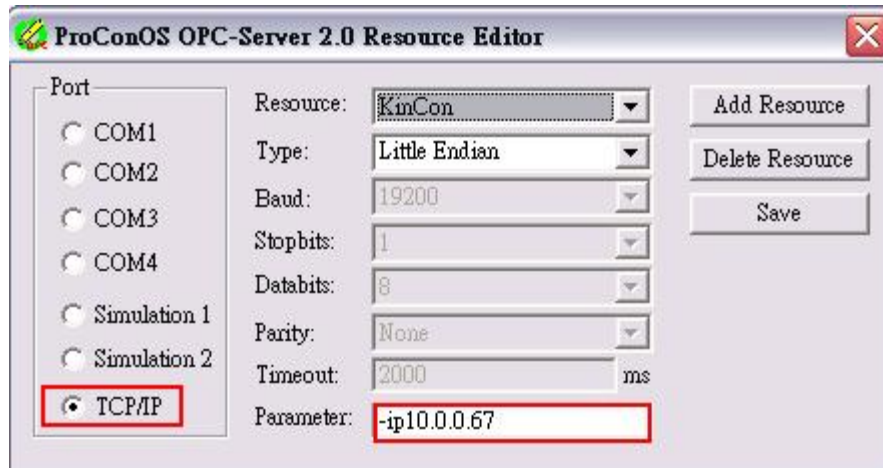 ProConOS OPC-Server 2.0 Resource Editor
Port
COM1
COM2
COM3
COM4
Simulation 1
Simulation 2
TCP/IP
Resource: KinCon
Type: Little Endian
Baud: 19200
Stopbits: 1
Databits: 8
Parity: None
Timeout: 2000 ms
Parameter: -ip10.0.0.67
Add Resource
Delete Resource
Save